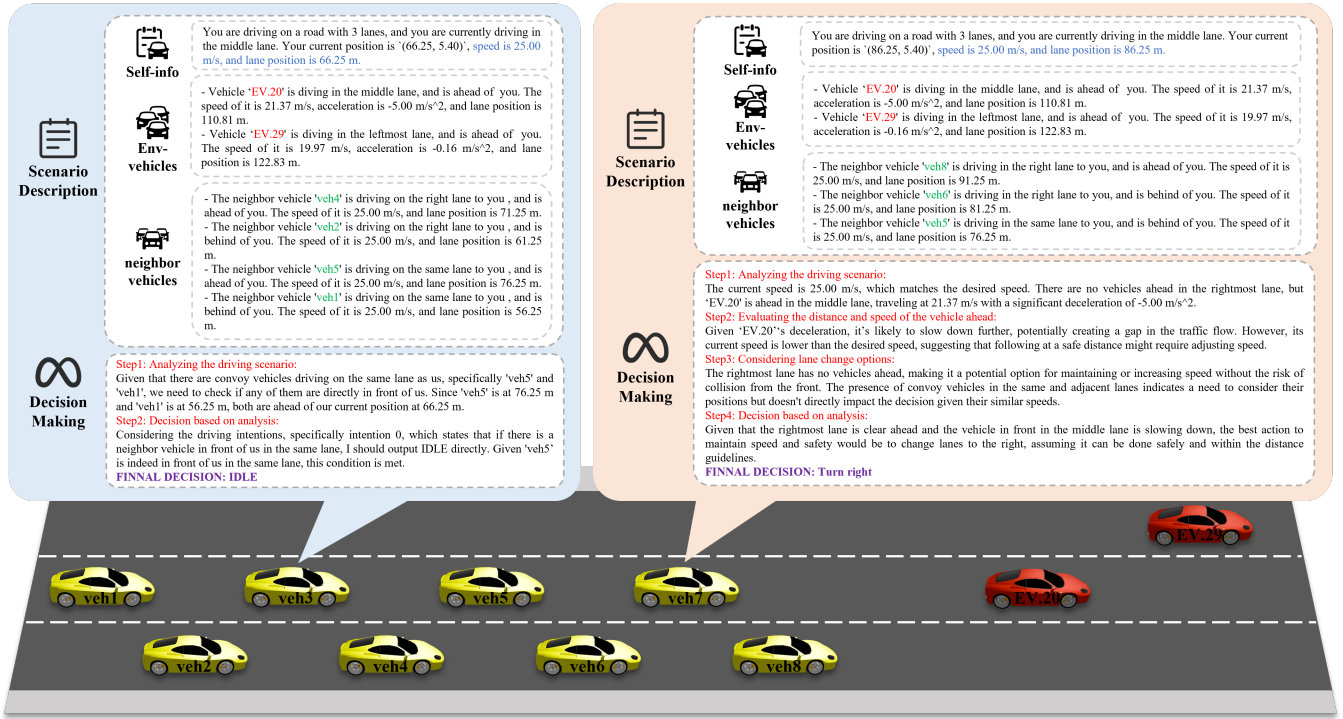 Self-info
You are driving on a road with 3 lanes, and you are currently driving in
the middle lane. Your current position is `(66.25, 5.40)`, speed is 25.00
m/s, and lane position is 66.25 m.
Scenario
Description
Env-
vehicles
- Vehicle ‘EV.20' is diving in the middle lane, and is ahead of you. The
speed of it is 21.37 m/s, acceleration is -5.00 m/s^2, and lane position is
110.81 m.
- Vehicle ‘EV.29' is diving in the leftmost lane, and is ahead of you.
The speed of it is 19.97 m/s, acceleration is -0.16 m/s^2, and lane
position is 122.83 m.
neighbor
vehicles
- The neighbor vehicle 'veh4' is driving on the right lane to you , and is
ahead of you. The speed of it is 25.00 m/s, and lane position is 71.25 m.
- The neighbor vehicle 'veh2' is driving on the right lane to you , and is
behind of you. The speed of it is 25.00 m/s, and lane position is 61.25
m.
- The neighbor vehicle 'veh5' is driving on the same lane to you , and is
ahead of you. The speed of it is 25.00 m/s, and lane position is 76.25 m.
- The neighbor vehicle 'veh1' is driving on the same lane to you , and is
behind of you. The speed of it is 25.00 m/s, and lane position is 56.25
m.
Decision
Making
Step1: Analyzing the driving scenario:
Given that there are convoy vehicles driving on the same lane as us, specifically 'veh5' and
'veh1', we need to check if any of them are directly in front of us. Since 'veh5' is at 76.25 m
and 'veh1' is at 56.25 m, both are ahead of our current position at 66.25 m.
Step2: Decision based on analysis:
Considering the driving intentions, specifically intention 0, which states that if there is a
neighbor vehicle in front of us in the same lane, I should output IDLE directly. Given 'veh5’
is indeed in front of us in the same lane, this condition is met.
FINNAL DECISION: IDLE
Self-info
You are driving on a road with 3 lanes, and you are currently driving in the middle lane. Your current
position is `(86.25, 5.40)`, speed is 25.00 m/s, and lane position is 86.25 m.
Scenario
Description
Env-
vehicles
- Vehicle ‘EV.20' is diving in the middle lane, and is ahead of you. The speed of it is 21.37 m/s,
acceleration is -5.00 m/s^2, and lane position is 110.81 m.
- Vehicle ‘EV.29' is diving in the leftmost lane, and is ahead of you. The speed of it is 19.97 m/s,
acceleration is -0.16 m/s^2, and lane position is 122.83 m.
neighbor
vehicles
- The neighbor vehicle 'veh8' is driving in the right lane to you, and is ahead of you. The speed of it is
25.00 m/s, and lane position is 91.25 m.
- The neighbor vehicle 'veh6' is driving in the right lane to you, and is behind of you. The speed of it
is 25.00 m/s, and lane position is 81.25 m.
- The neighbor vehicle 'veh5' is driving in the same lane to you, and is behind of you. The speed of it
is 25.00 m/s, and lane position is 76.25 m.
Decision
Making
Step1: Analyzing the driving scenario:
The current speed is 25.00 m/s, which matches the desired speed. There are no vehicles ahead in the rightmost lane, but
‘EV.20' is ahead in the middle lane, traveling at 21.37 m/s with a significant deceleration of -5.00 m/s^2.
Step2: Evaluating the distance and speed of the vehicle ahead:
Given ‘EV.20'‘s deceleration, it’s likely to slow down further, potentially creating a gap in the traffic flow. However, its
current speed is lower than the desired speed, suggesting that following at a safe distance might require adjusting speed.
Step3: Considering lane change options:
The rightmost lane has no vehicles ahead, making it a potential option for maintaining or increasing speed without the risk of
collision from the front. The presence of convoy vehicles in the same and adjacent lanes indicates a need to consider their
positions but doesn't directly impact the decision given their similar speeds.
Step4: Decision based on analysis:
Given that the rightmost lane is clear ahead and the vehicle in front in the middle lane is slowing down, the best action to
maintain speed and safety would be to change lanes to the right, assuming it can be done safely and within the distance
guidelines.
FINNAL DECISION: Turn right
EV.29
veh1
veh3
veh5
veh7
EV.20
veh2
veh4
veh6
veh8